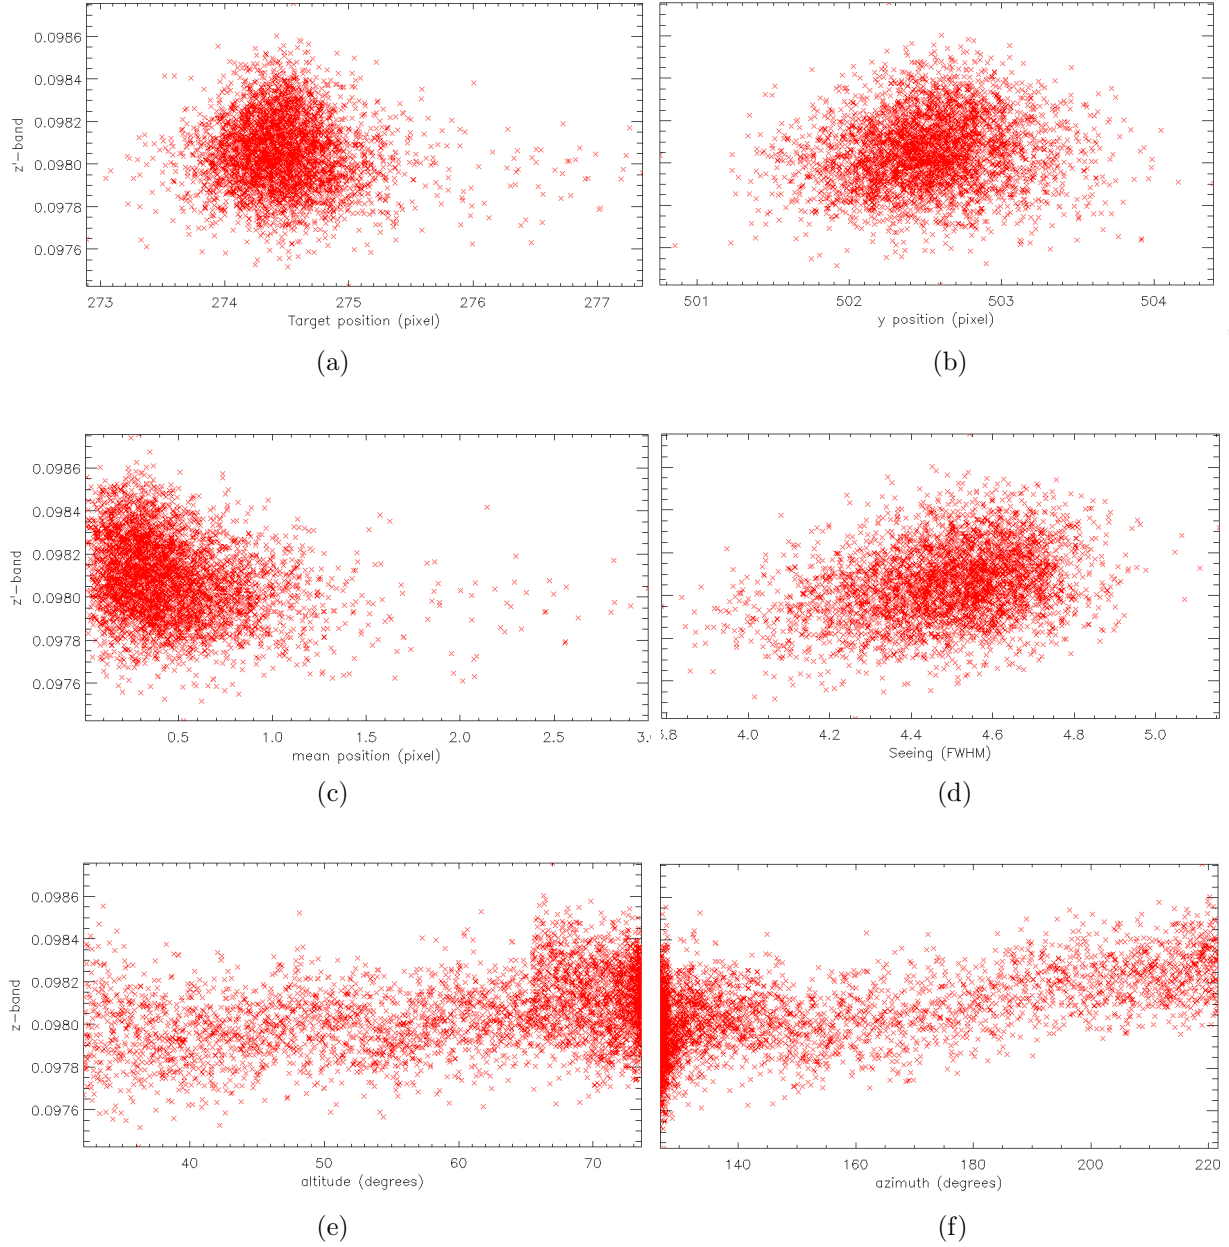 0.0986
0.0984
0.0982
0.0980
0.0978
0.0976
z'-band
273 274 275 276 277
Target position (pixel)
501 502 503 504
y position (pixel)
(a) (b)
0.0986
0.0984
0.0982
0.0980
0.0978
0.0976
z'-band
0.5 1.0 1.5 2.0 2.5 3.
mean position (pixel)
.8 4.0 4.2 4.4 4.6 4.8 5.0
Seeing (FWHM)
(c) (d)
0.0986
0.0984
0.0982
0.0980
0.0978
0.0976
z-band
40 50 60 70
altitude (degrees)
140 160 180 200 220
azimuth (degrees)
(e) (f)